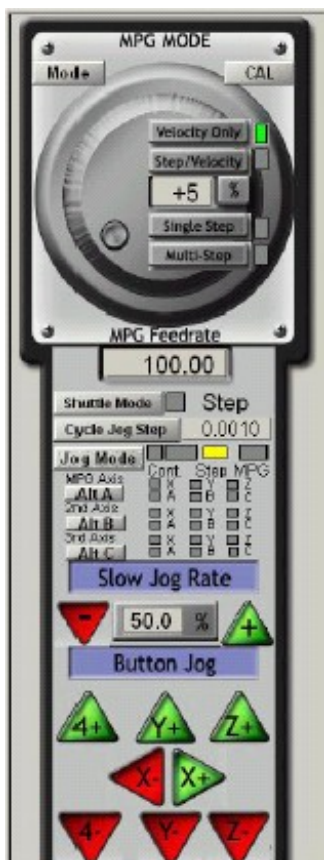 MPG MODE
Mode CAL
Velocity Only
Step/Velocity
+5 %
Single Step
Multi-Step
MPG Feedrate
100.00
Shuttle Mode Step
Cycle Jog Step 0.0010
Jog Mode
Cont. Step MPG
MPG Axis X Y Z
Alt A A B C
2nd Axis X Y Z
Alt B A B C
3rd Axis X Y Z
Alt C A B C
Slow Jog Rate
- 50.0 % +
Button Jog
4+ Y+ Z+
X- X+
4- Y- Z-